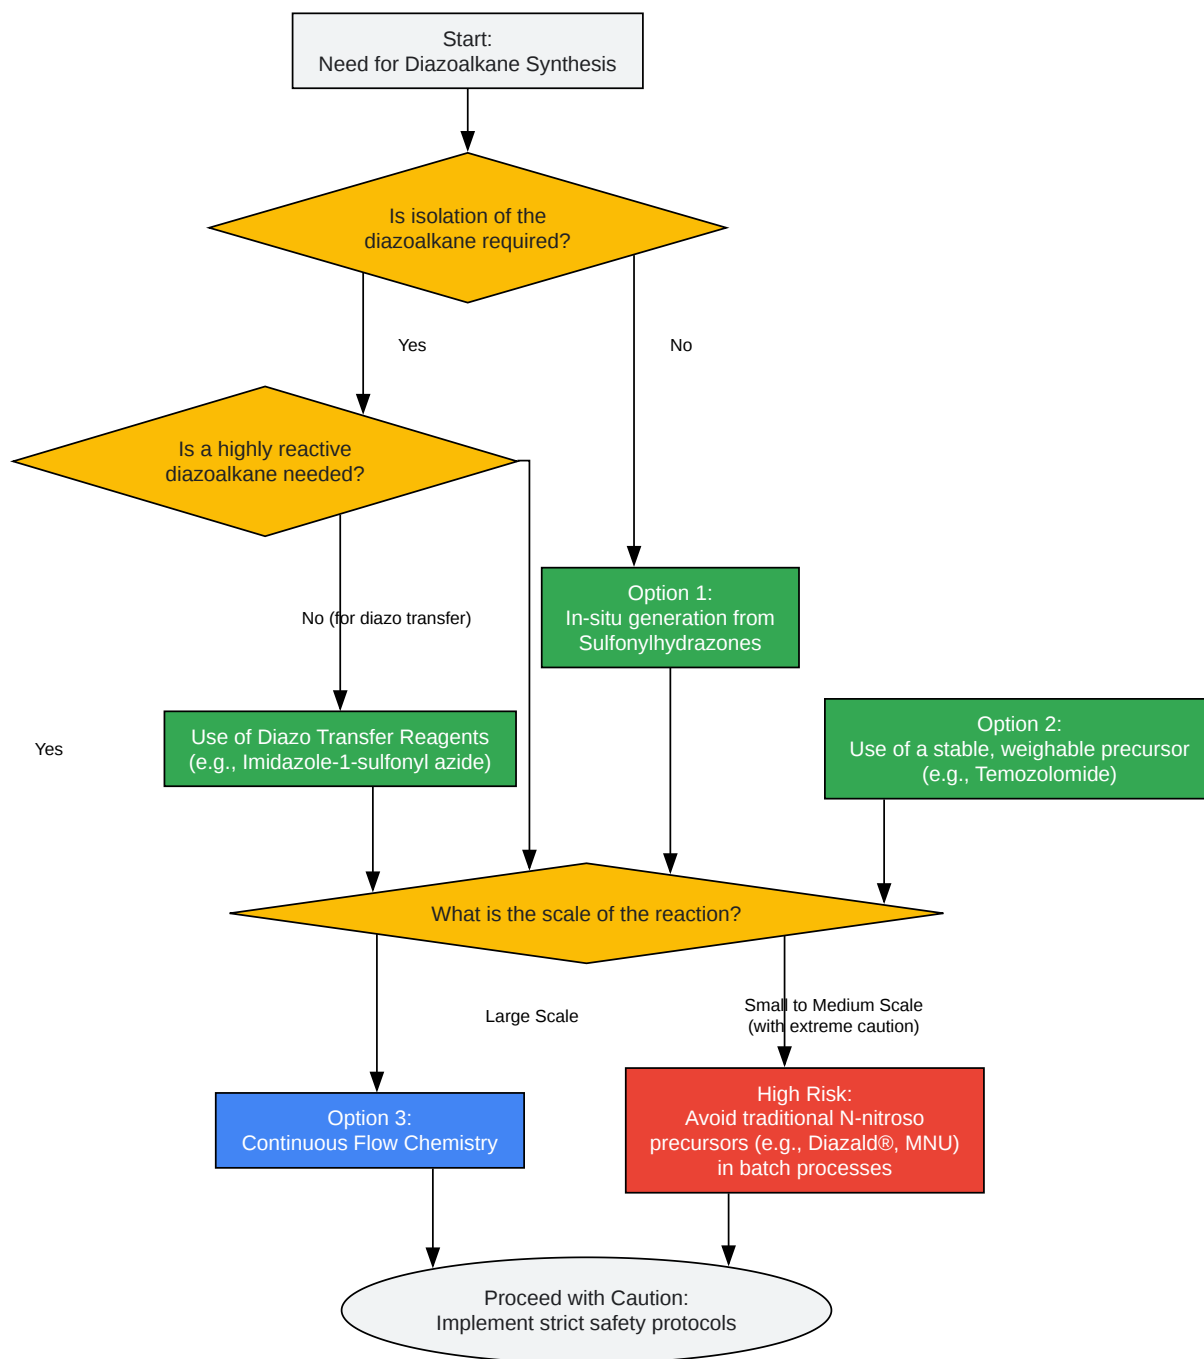 Start:
Need for Diazoalkane Synthesis
Is isolation of the
diazoalkane required?
Yes
No
Is a highly reactive
diazoalkane needed?
Option 1:
In-situ generation from
Sulfonylhydrazones
No (for diazo transfer)
Use of Diazo Transfer Reagents
(e.g., Imidazole-1-sulfonyl azide)
Yes
Option 2:
Use of a stable, weighable precursor
(e.g., Temozolomide)
What is the scale of the reaction?
Large Scale
Small to Medium Scale
(with extreme caution)
Option 3:
Continuous Flow Chemistry
High Risk:
Avoid traditional N-nitroso
precursors (e.g., Diazald®, MNU)
in batch processes
Proceed with Caution:
Implement strict safety protocols